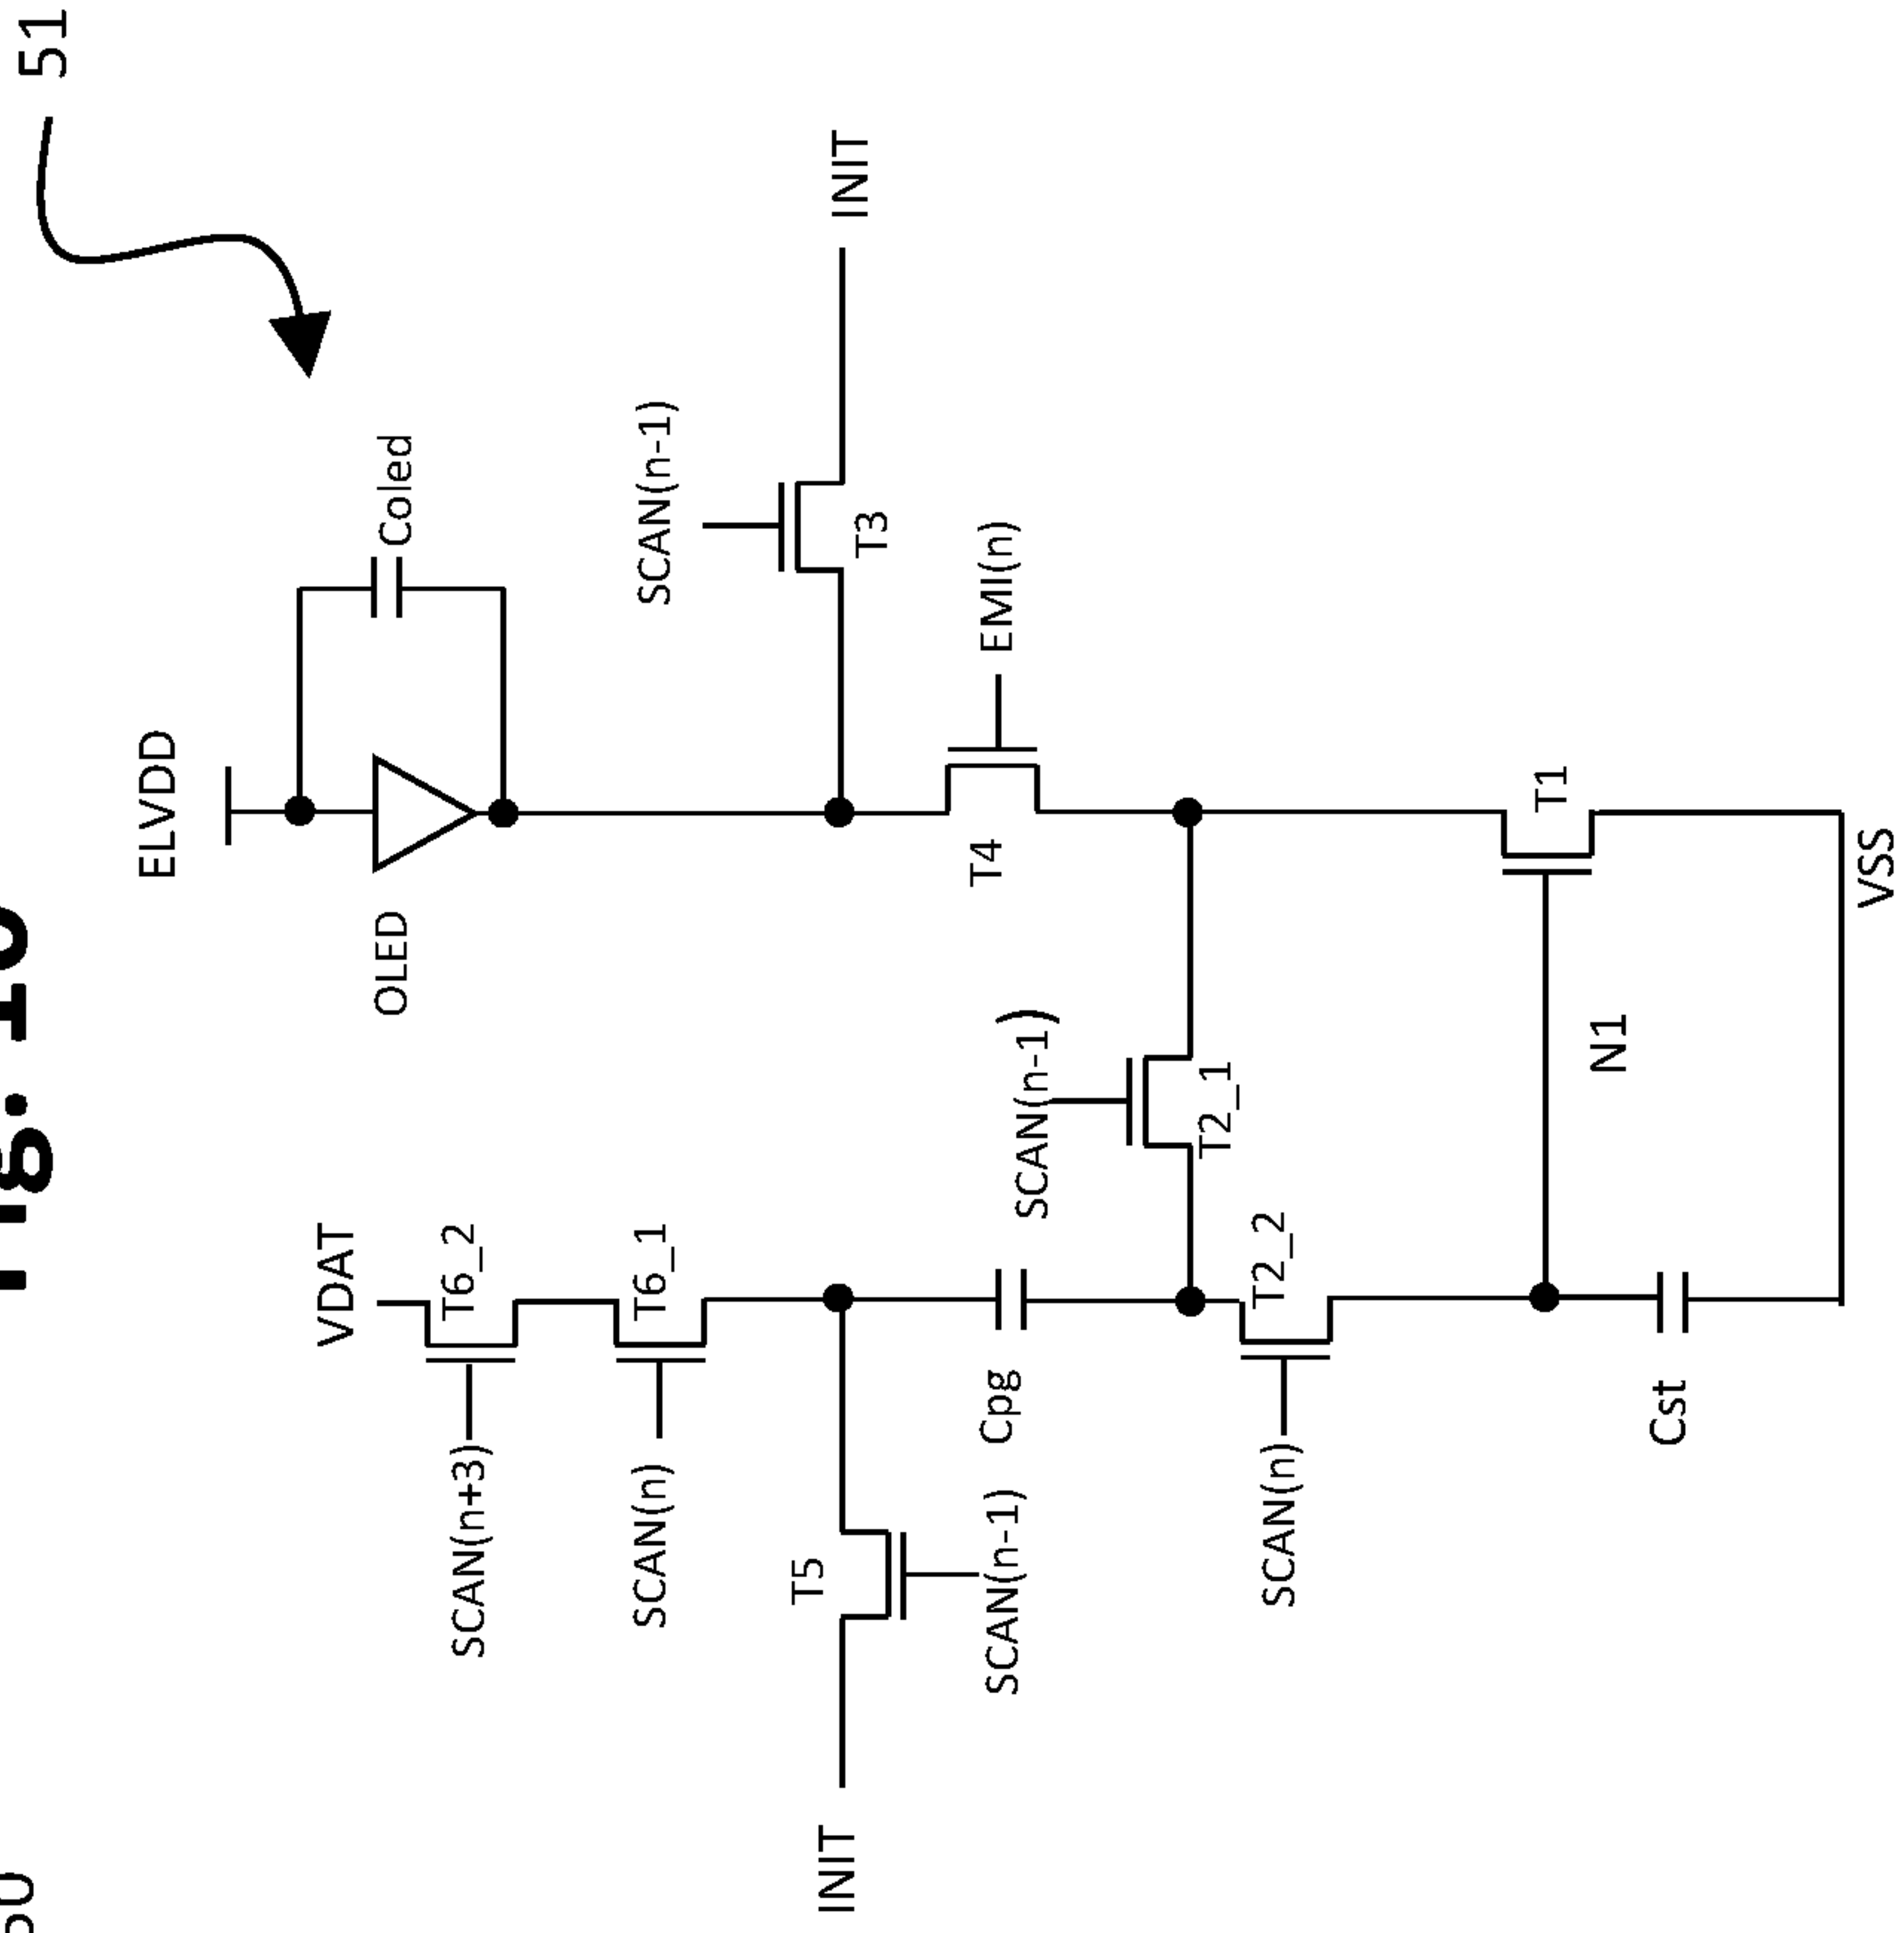 51
ELVDD
Coled
OLED
SCAN(n-1)
INIT
T3
EMI(n)
T4
VDAT
T6_2
SCAN(n+3)
T6_1
SCAN(n)
T5
INIT
SCAN(n-1)
Cpg
SCAN(n-1)
T2_1
T2_2
SCAN(n)
T1
N1
Cst
VSS